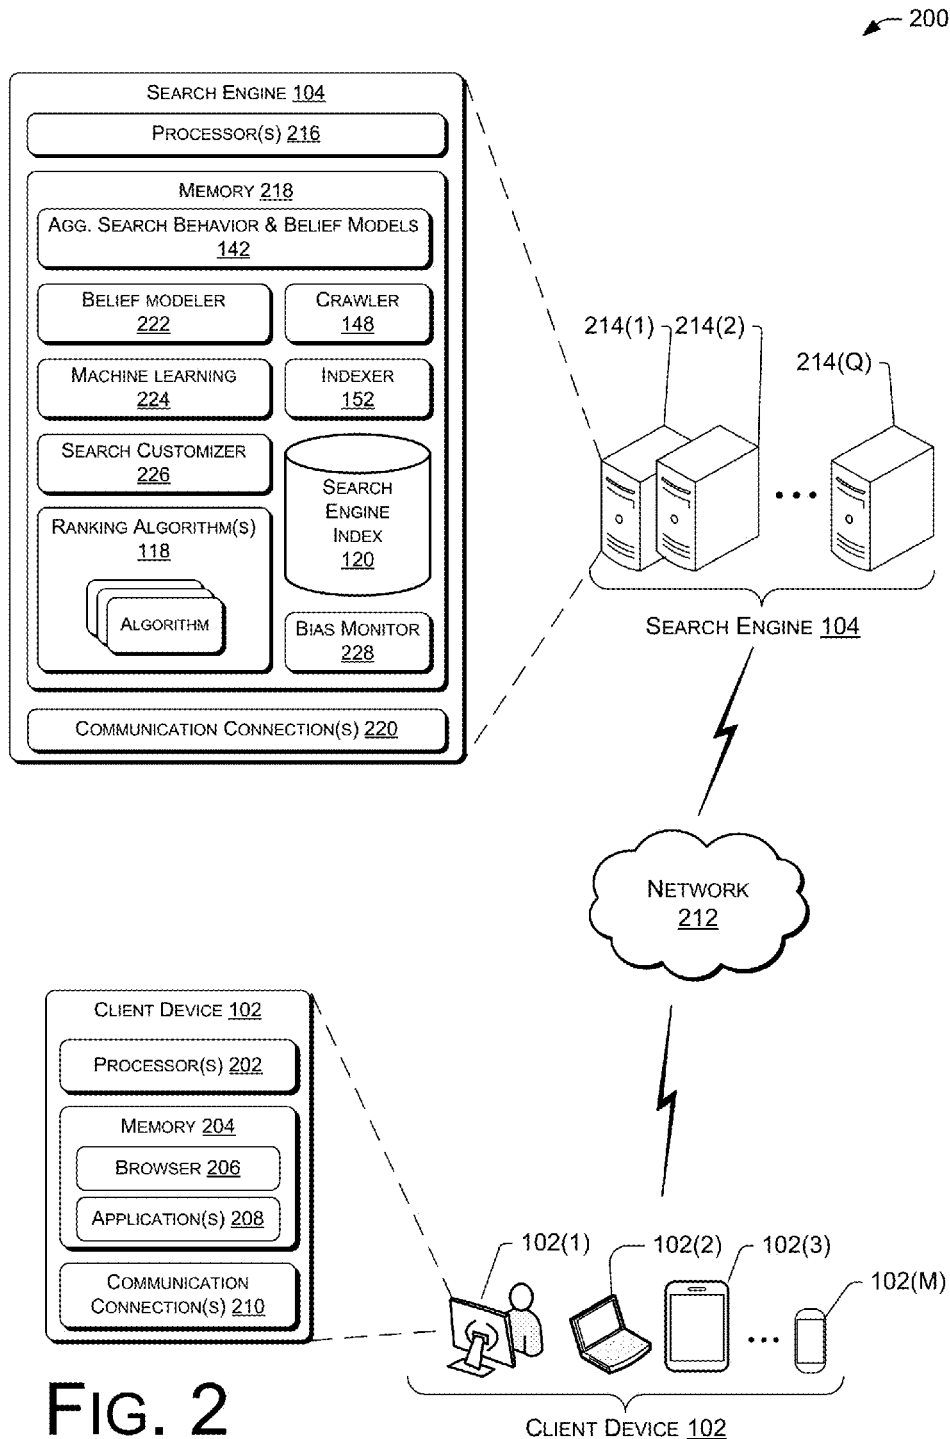 200
SEARCH ENGINE 104
PROCESSOR(S) 216
MEMORY 218
AGG. SEARCH BEHAVIOR & BELIEF MODELS
142
BELIEF MODELER
222
CRAWLER
148
MACHINE LEARNING
224
INDEXER
152
SEARCH CUSTOMIZER
226
SEARCH
ENGINE
INDEX
120
RANKING ALGORITHM(S)
118
ALGORITHM
BIAS MONITOR
228
COMMUNICATION CONNECTION(S) 220
214(1)
214(2)
214(Q)
SEARCH ENGINE 104
NETWORK
212
CLIENT DEVICE 102
PROCESSOR(S) 202
MEMORY 204
BROWSER 206
APPLICATION(S) 208
COMMUNICATION
CONNECTION(S) 210
102(1)
102(2)
102(3)
102(M)
CLIENT DEVICE 102
FIG. 2